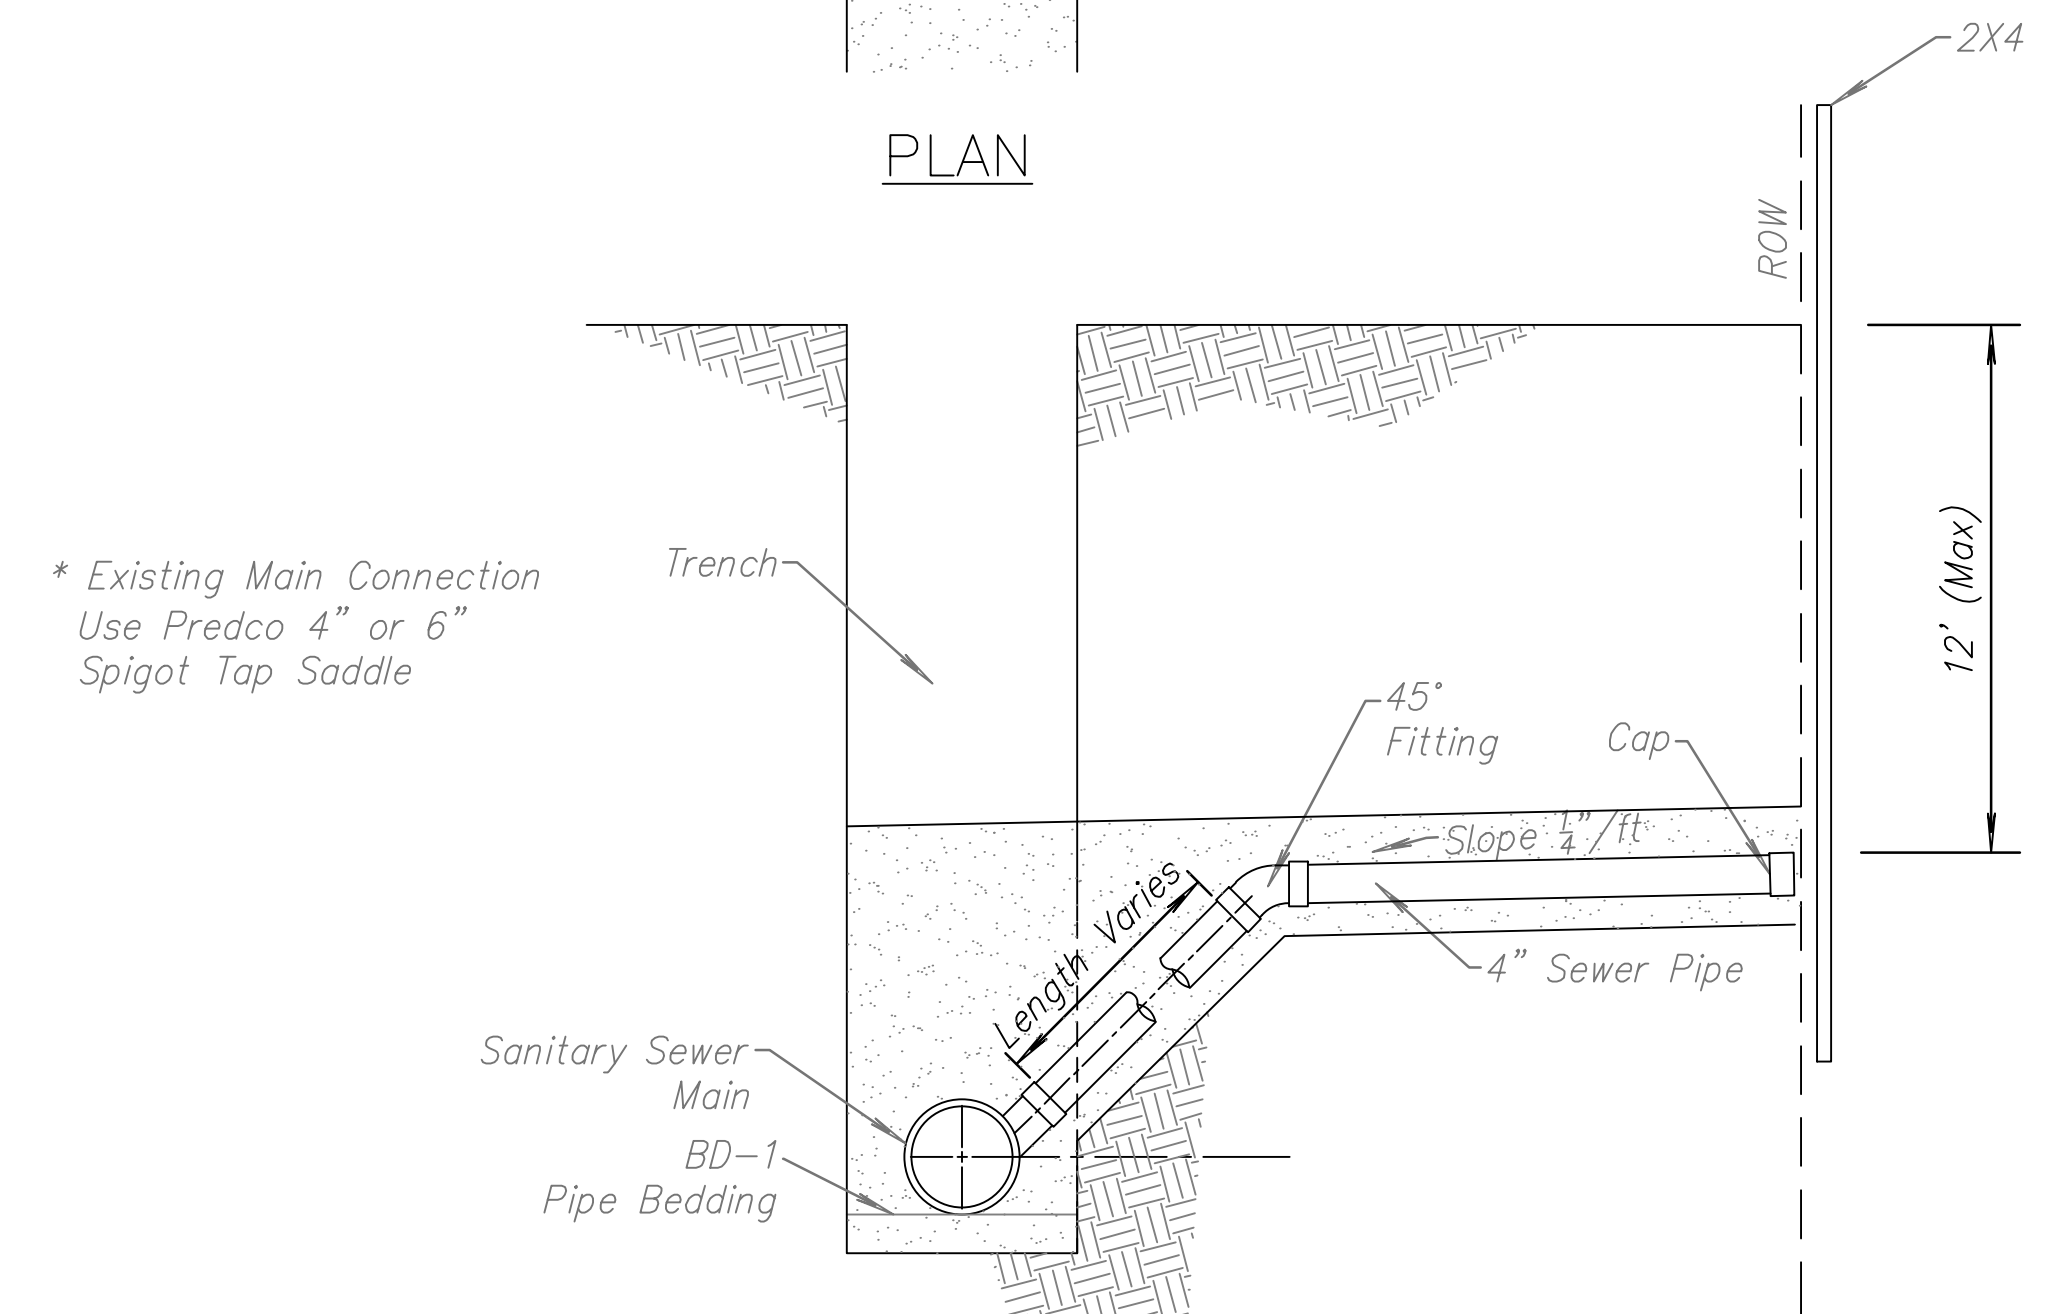 2X4
PLAN
ROW
* Existing Main Connection
Use Predco 4" or 6"
Spigot Tap Saddle
Trench
12' (Max)
45°
Fitting
Cap
Slope 1/4"/ft
Length Varies
4" Sewer Pipe
Sanitary Sewer
Main
BD-1
Pipe Bedding